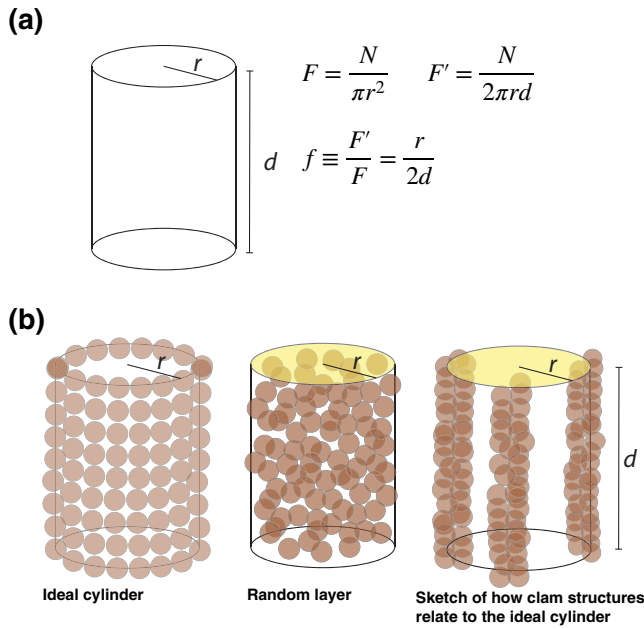 (a)
r
d
F = N / πr²    F′ = N / 2πrd
f ≡ F′ / F = r / 2d
(b)
r
r
r
d
Ideal cylinder
Random layer
Sketch of how clam structures
relate to the ideal cylinder